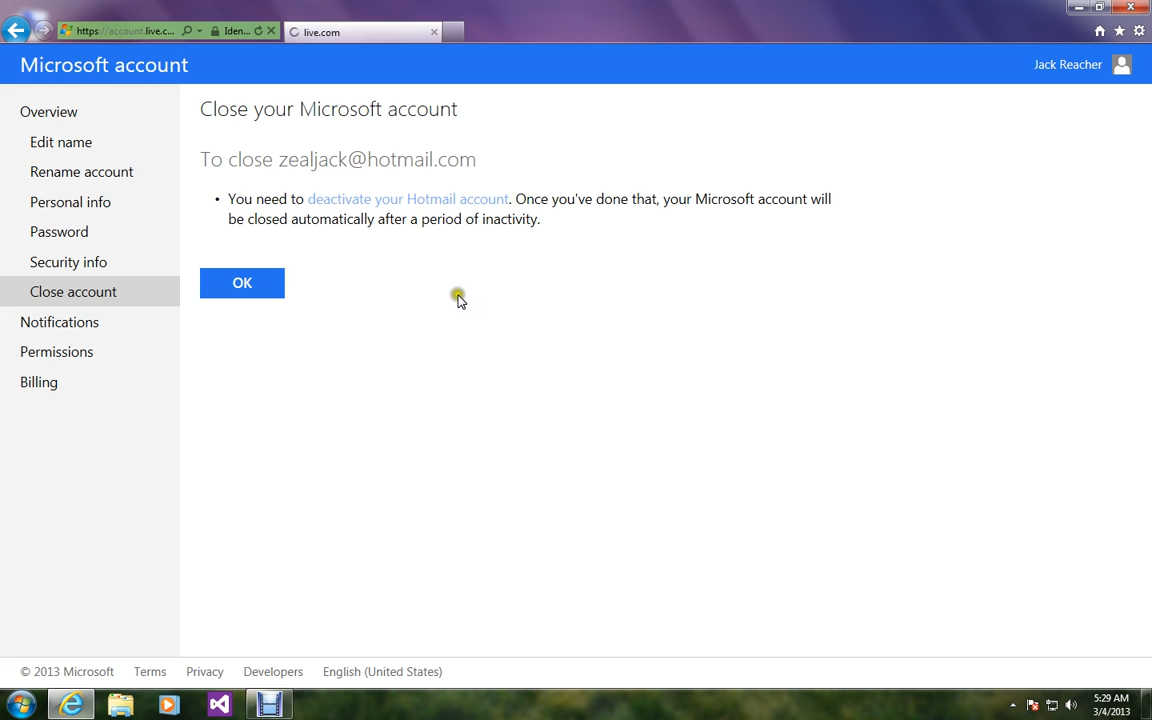 https://account.live.c...
Iden...
live.com
Microsoft account
Jack Reacher
Overview
Edit name
Rename account
Personal info
Password
Security info
Close account
Notifications
Permissions
Billing
Close your Microsoft account
To close zealjack@hotmail.com
• You need to deactivate your Hotmail account. Once you've done that, your Microsoft account will
be closed automatically after a period of inactivity.
OK
© 2013 Microsoft
Terms
Privacy
Developers
English (United States)
5:29 AM
3/4/2013